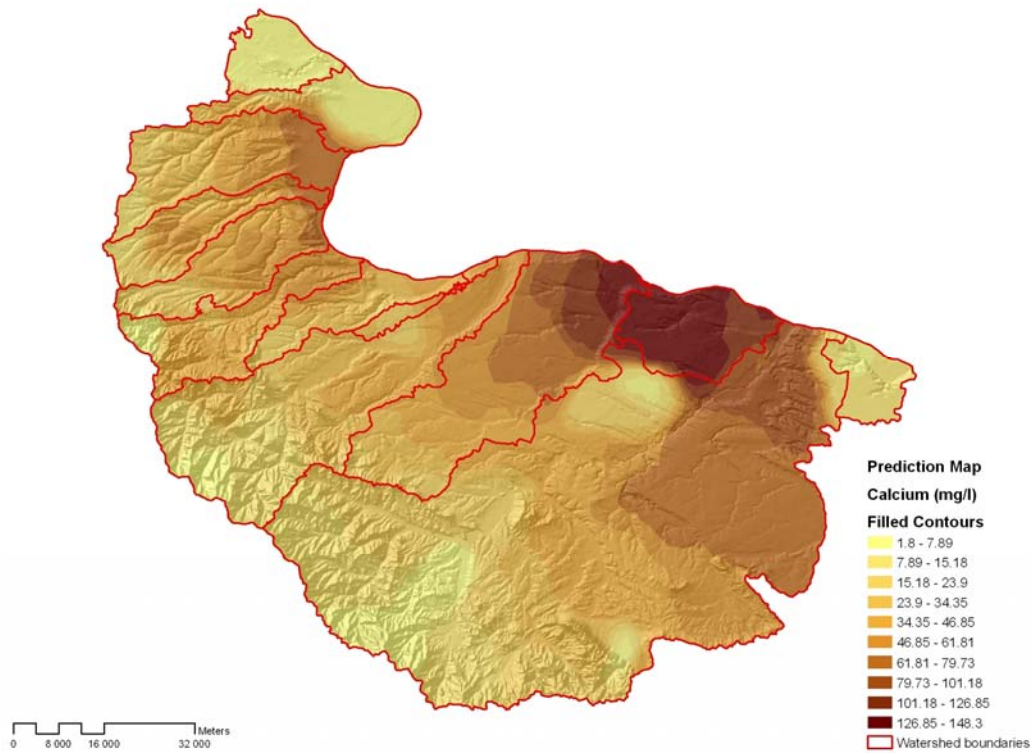 Prediction Map
Calcium (mg/l)
Filled Contours
1.8 - 7.89
7.89 - 15.18
15.18 - 23.9
23.9 - 34.35
34.35 - 46.85
46.85 - 61.81
61.81 - 79.73
79.73 - 101.18
101.18 - 126.85
126.85 - 148.3
Watershed boundaries
Meters
0 8 000 16 000 32 000